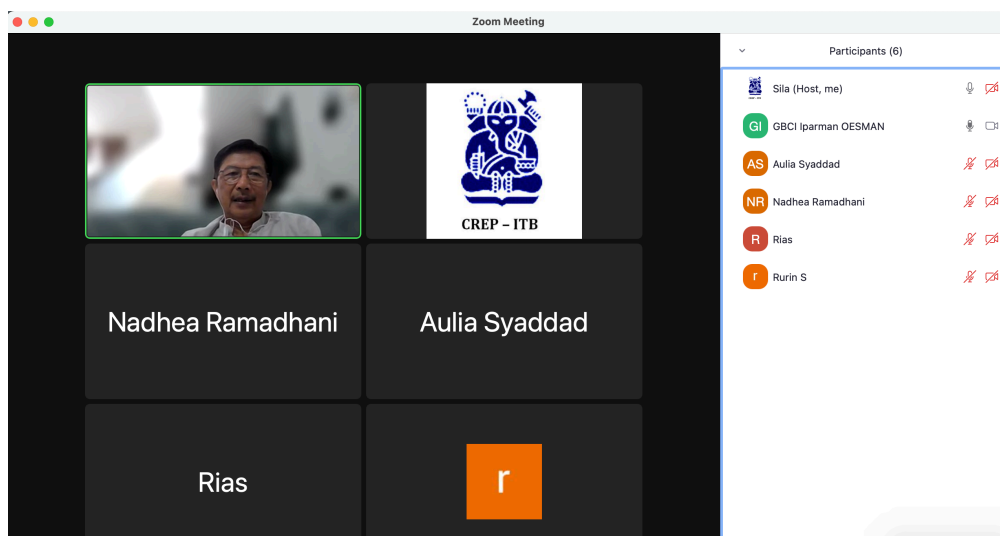 Zoom Meeting
Participants (6)
CREP – ITB
Nadhea Ramadhani
Aulia Syaddad
Rias
r
Sila (Host, me)
GI
GBCI Iparman OESMAN
AS
Aulia Syaddad
NR
Nadhea Ramadhani
R
Rias
r
Rurin S